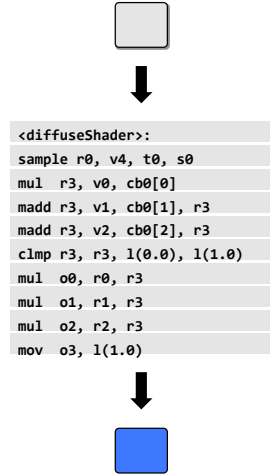 <diffuseShader>:
sample r0, v4, t0, s0
mul  r3, v0, cb0[0]
madd r3, v1, cb0[1], r3
madd r3, v2, cb0[2], r3
clmp r3, r3, l(0.0), l(1.0)
mul  o0, r0, r3
mul  o1, r1, r3
mul  o2, r2, r3
mov  o3, l(1.0)